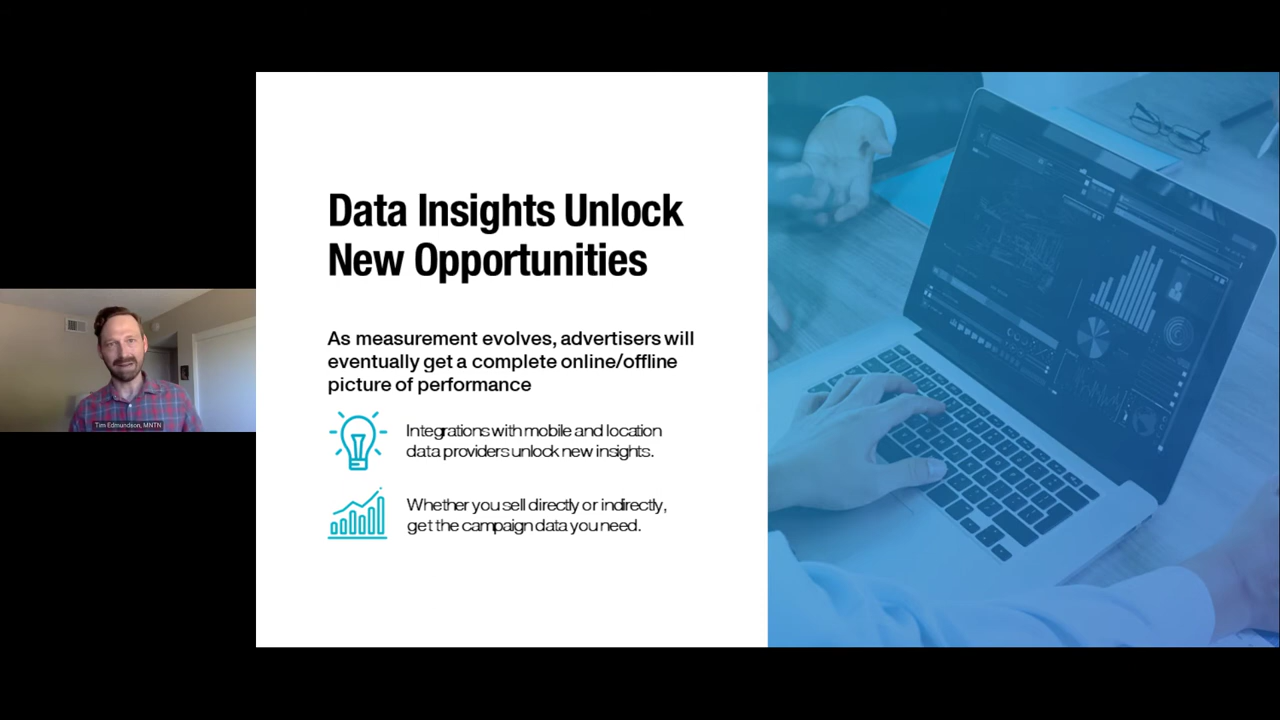 Data Insights Unlock
New Opportunities
As measurement evolves, advertisers will
eventually get a complete online/offline
picture of performance
Integrations with mobile and location
data providers unlock new insights.
Whether you sell directly or indirectly,
get the campaign data you need.
Tim Edmundson, MNTN